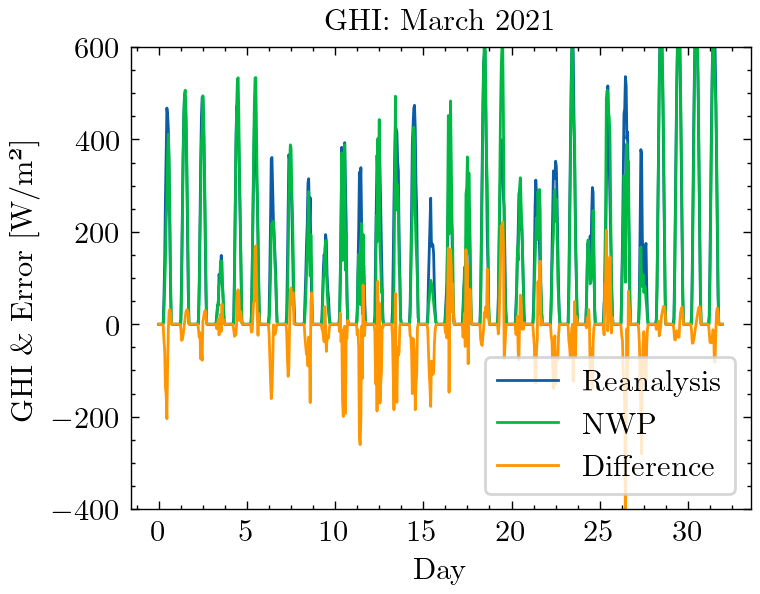 GHI: March 2021
GHI & Error [W/m²]
600
400
200
0
−200
−400
Reanalysis
NWP
Difference
0 5 10 15 20 25 30
Day